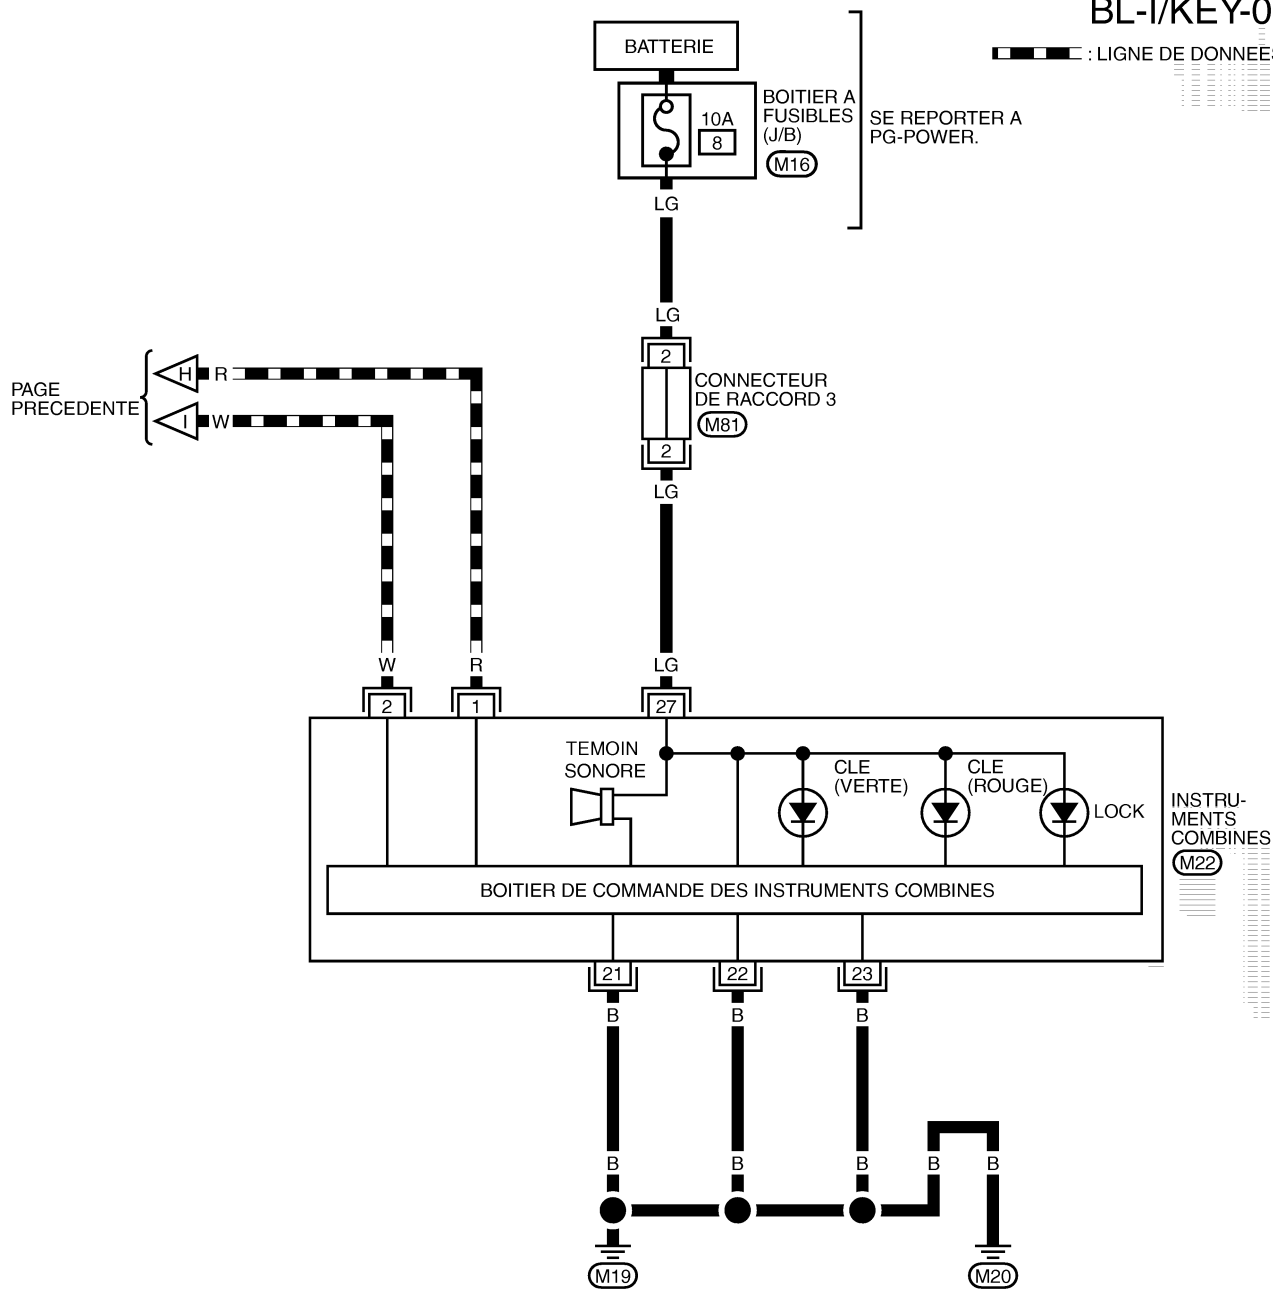 BL-I/KEY-0
: LIGNE DE DONNEES
BATTERIE
10A
8
BOITIER A
FUSIBLES
(J/B)
M16
SE REPORTER A
PG-POWER.
LG
LG
2
CONNECTEUR
DE RACCORD 3
M81
2
LG
PAGE
PRECEDENTE
H
R
I
W
W
R
LG
2
1
27
TEMOIN
SONORE
CLE
(VERTE)
CLE
(ROUGE)
LOCK
INSTRU-
MENTS
COMBINES
M22
BOITIER DE COMMANDE DES INSTRUMENTS COMBINES
21
22
23
B
B
B
B
B
B
B
B
M19
M20